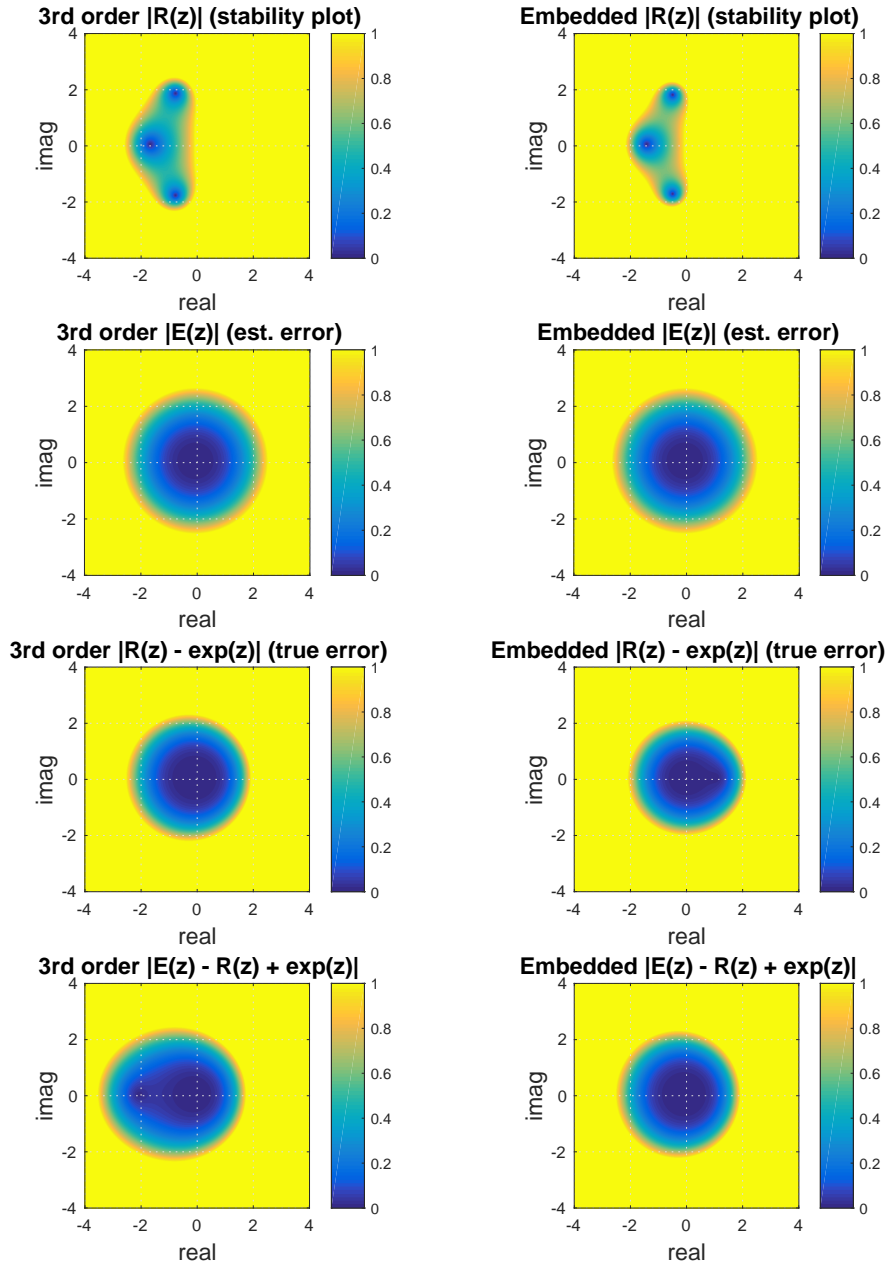 3rd order |R(z)| (stability plot)
Embedded |R(z)| (stability plot)
4
2
0
-2
-4
imag
-4 -2 0 2 4
real
1
0.8
0.6
0.4
0.2
0
4
2
0
-2
-4
imag
-4 -2 0 2 4
real
1
0.8
0.6
0.4
0.2
0
3rd order |E(z)| (est. error)
Embedded |E(z)| (est. error)
4
2
0
-2
-4
imag
-4 -2 0 2 4
real
1
0.8
0.6
0.4
0.2
0
4
2
0
-2
-4
imag
-4 -2 0 2 4
real
1
0.8
0.6
0.4
0.2
0
3rd order |R(z) - exp(z)| (true error)
Embedded |R(z) - exp(z)| (true error)
4
2
0
-2
-4
imag
-4 -2 0 2 4
real
1
0.8
0.6
0.4
0.2
0
4
2
0
-2
-4
imag
-4 -2 0 2 4
real
1
0.8
0.6
0.4
0.2
0
3rd order |E(z) - R(z) + exp(z)|
Embedded |E(z) - R(z) + exp(z)|
4
2
0
-2
-4
imag
-4 -2 0 2 4
real
1
0.8
0.6
0.4
0.2
0
4
2
0
-2
-4
imag
-4 -2 0 2 4
real
1
0.8
0.6
0.4
0.2
0